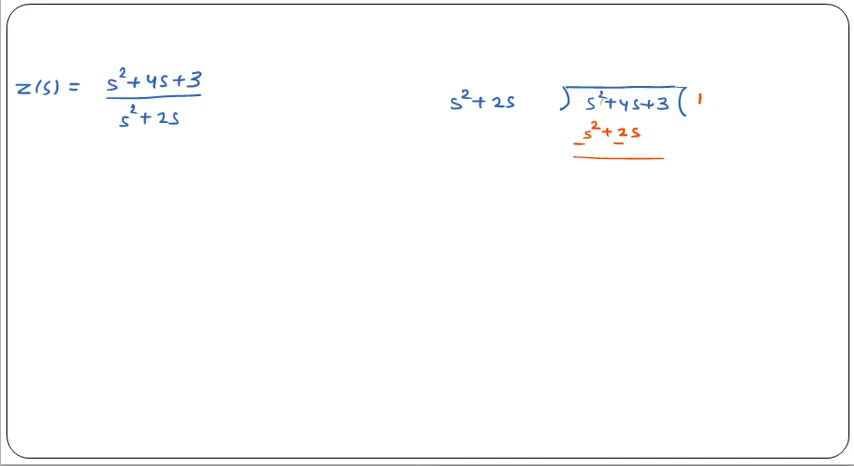 z(s) = s²+4s+3
s²+2s
s²+2s ) s²+4s+3 ( 1
s²+2s